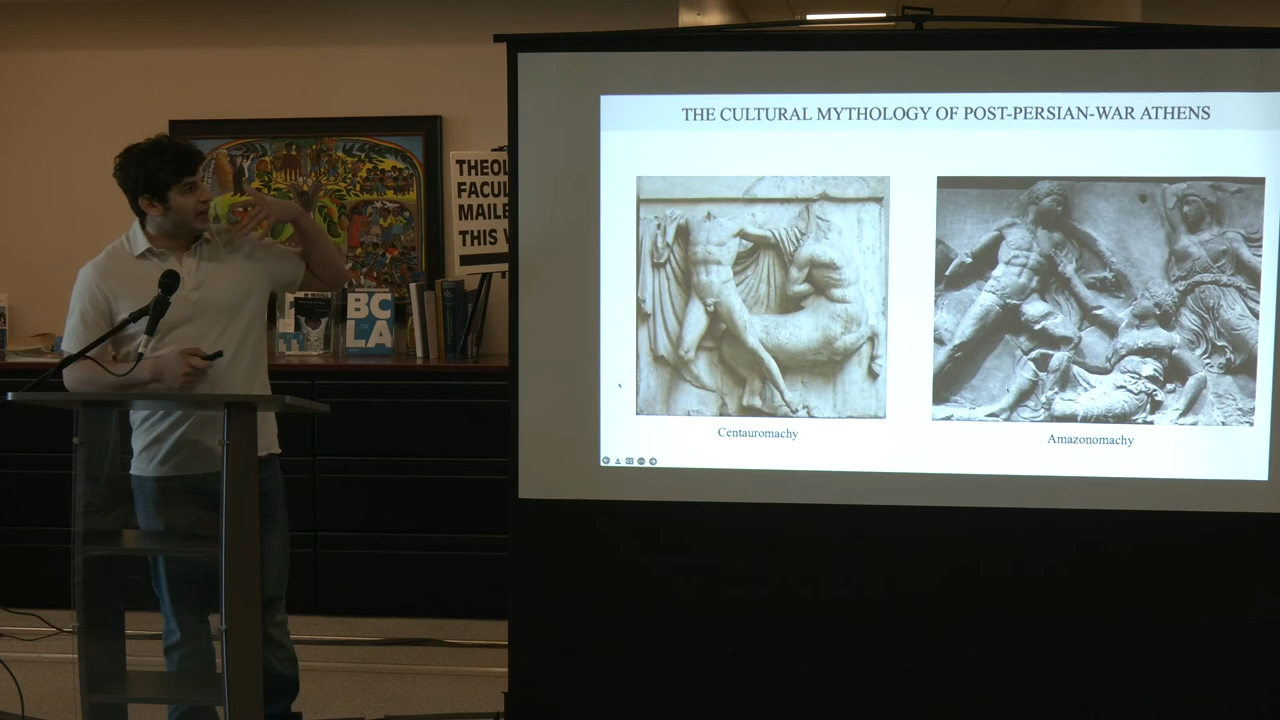 THE CULTURAL MYTHOLOGY OF POST-PERSIAN-WAR ATHENS
THEOL
FACUL
MAILE
THIS
BC
LA
Centauromachy
Amazonomachy